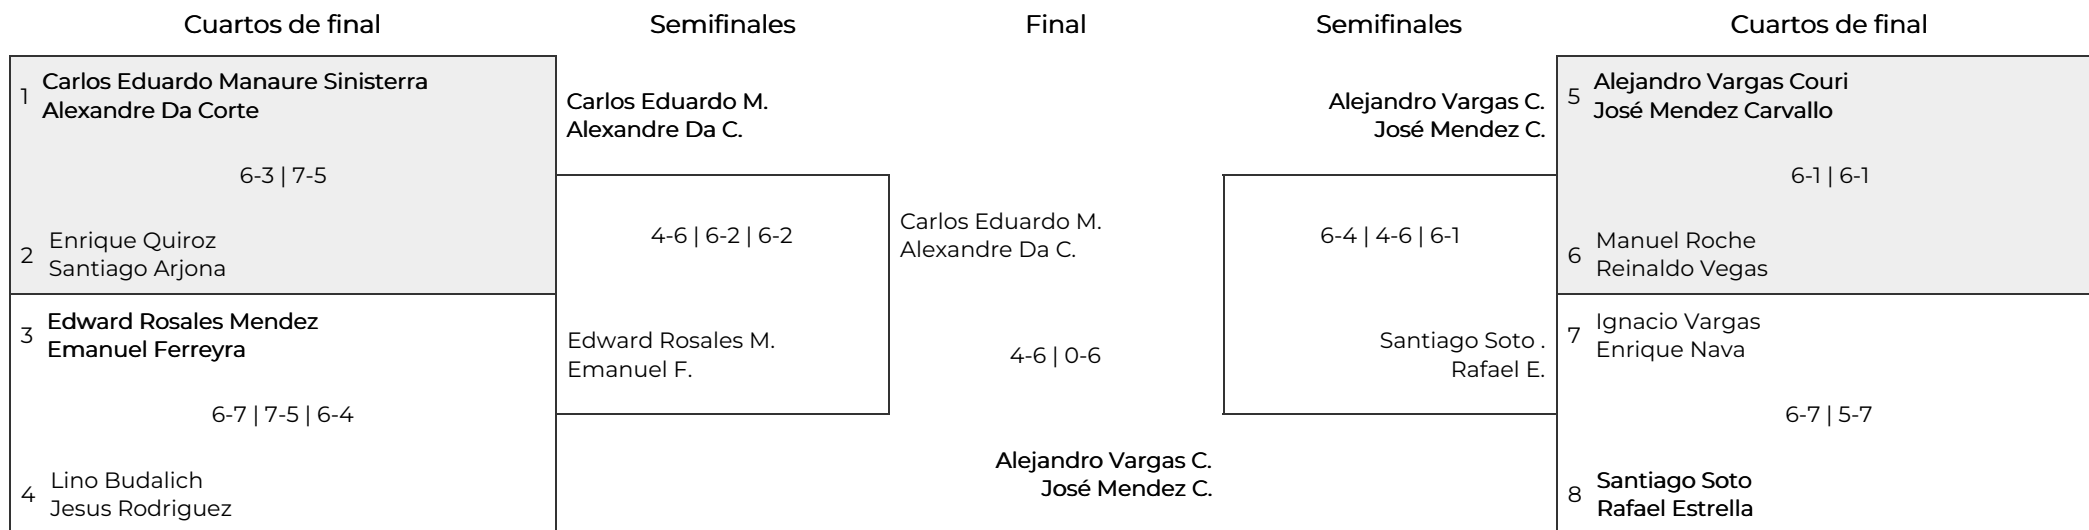 Cuartos de final
Semifinales
Final
Semifinales
Cuartos de final
1
Carlos Eduardo Manaure Sinisterra
Alexandre Da Corte
6-3 | 7-5
2
Enrique Quiroz
Santiago Arjona
3
Edward Rosales Mendez
Emanuel Ferreyra
6-7 | 7-5 | 6-4
4
Lino Budalich
Jesus Rodriguez
Carlos Eduardo M.
Alexandre Da C.
4-6 | 6-2 | 6-2
Edward Rosales M.
Emanuel F.
Carlos Eduardo M.
Alexandre Da C.
4-6 | 0-6
Alejandro Vargas C.
José Mendez C.
Alejandro Vargas C.
José Mendez C.
6-4 | 4-6 | 6-1
Santiago Soto .
Rafael E.
5
Alejandro Vargas Couri
José Mendez Carvallo
6-1 | 6-1
6
Manuel Roche
Reinaldo Vegas
7
Ignacio Vargas
Enrique Nava
6-7 | 5-7
8
Santiago Soto
Rafael Estrella